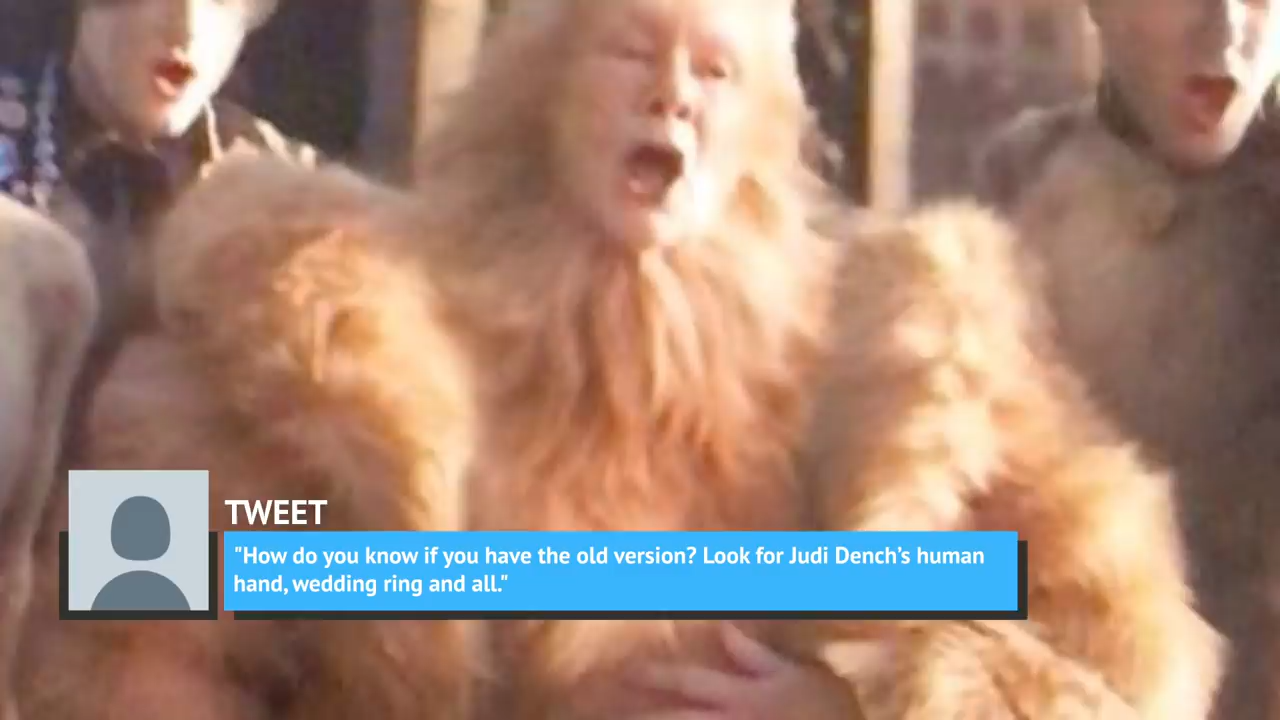 TWEET
"How do you know if you have the old version? Look for Judi Dench’s human
hand, wedding ring and all."